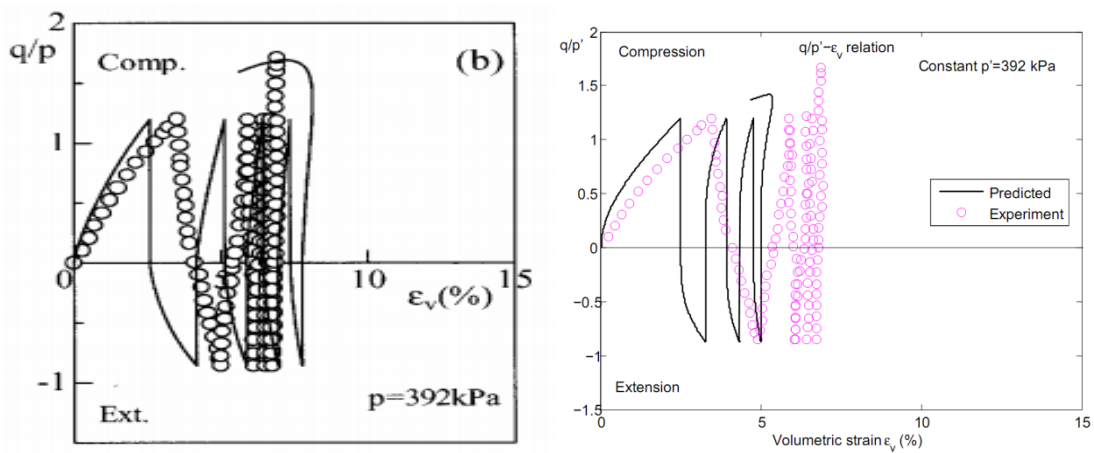 2
q/p
Comp.
(b)
1
0
10
15
εv(%)
-1
p=392kPa
Ext.
q/p'
2
Compression
q/p'−εv relation
Constant p'=392 kPa
1.5
1
0.5
Predicted
Experiment
0
−0.5
−1
Extension
−1.5
0
5
10
15
Volumetric strain εv (%)